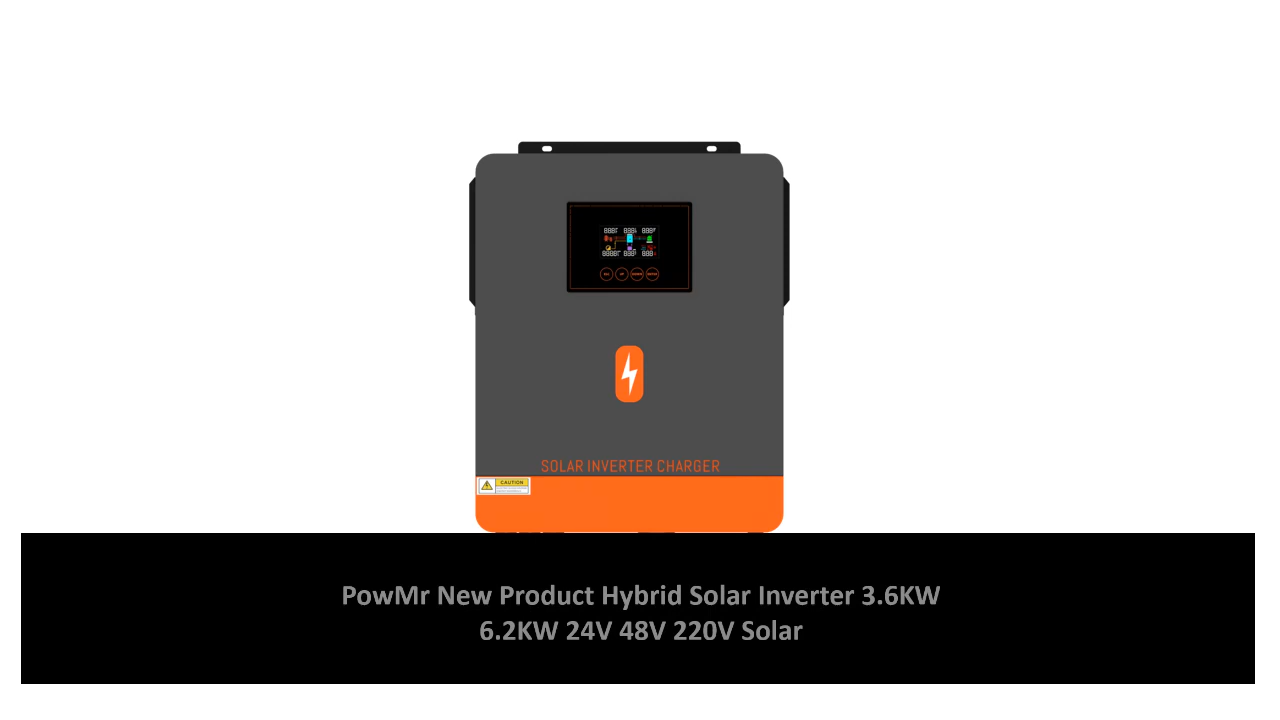 SOLAR INVERTER CHARGER
CAUTION
PowMr New Product Hybrid Solar Inverter 3.6KW
6.2KW 24V 48V 220V Solar